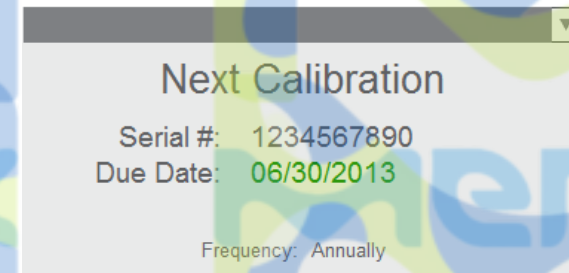 Next Calibration
Serial #: 1234567890
Due Date: 06/30/2013
Frequency: Annually